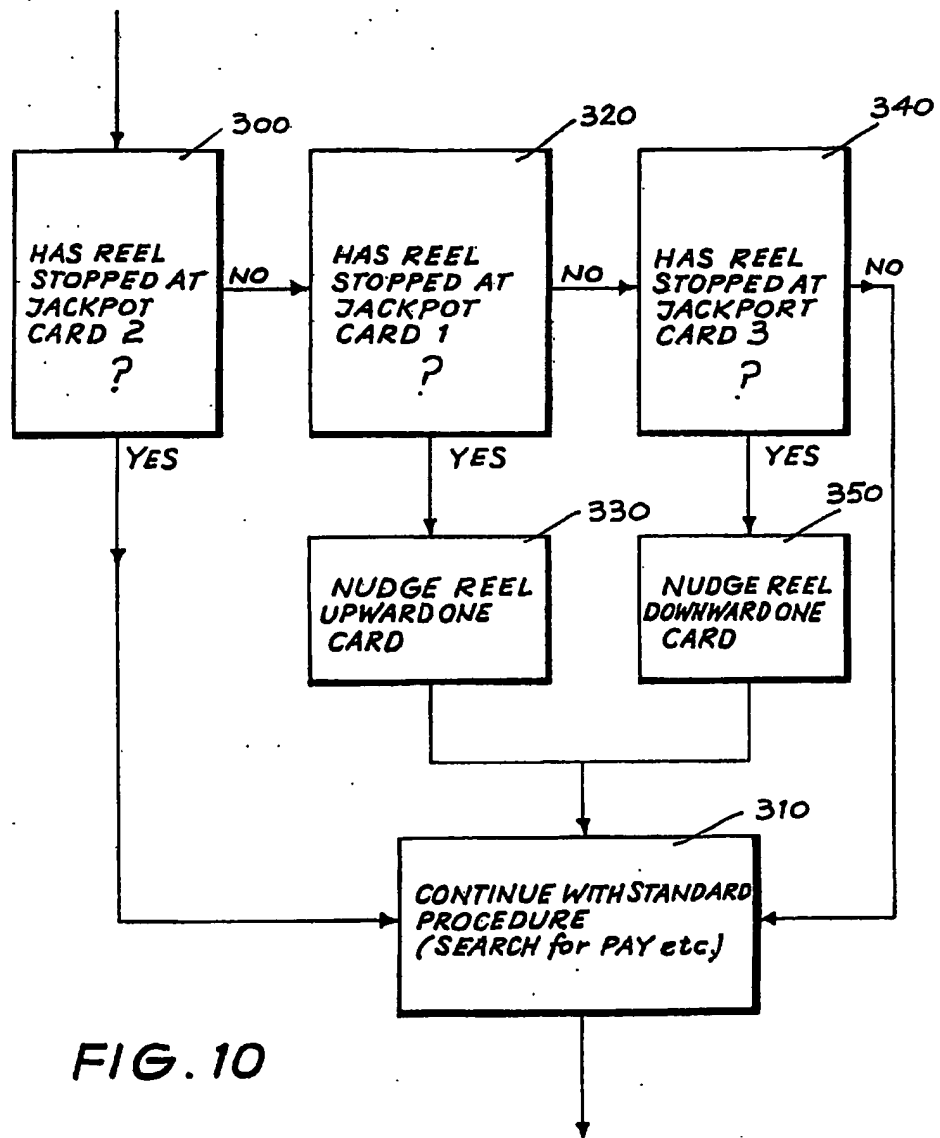 300
HAS REEL
STOPPED AT
JACKPOT
CARD 2
?
NO
YES
320
HAS REEL
STOPPED AT
JACKPOT
CARD 1
?
NO
YES
340
HAS REEL
STOPPED AT
JACKPORT
CARD 3
?
NO
YES
330
NUDGE REEL
UPWARD ONE
CARD
350
NUDGE REEL
DOWNWARD ONE
CARD
310
CONTINUE WITH STANDARD
PROCEDURE
(SEARCH for PAY etc.)
FIG. 10